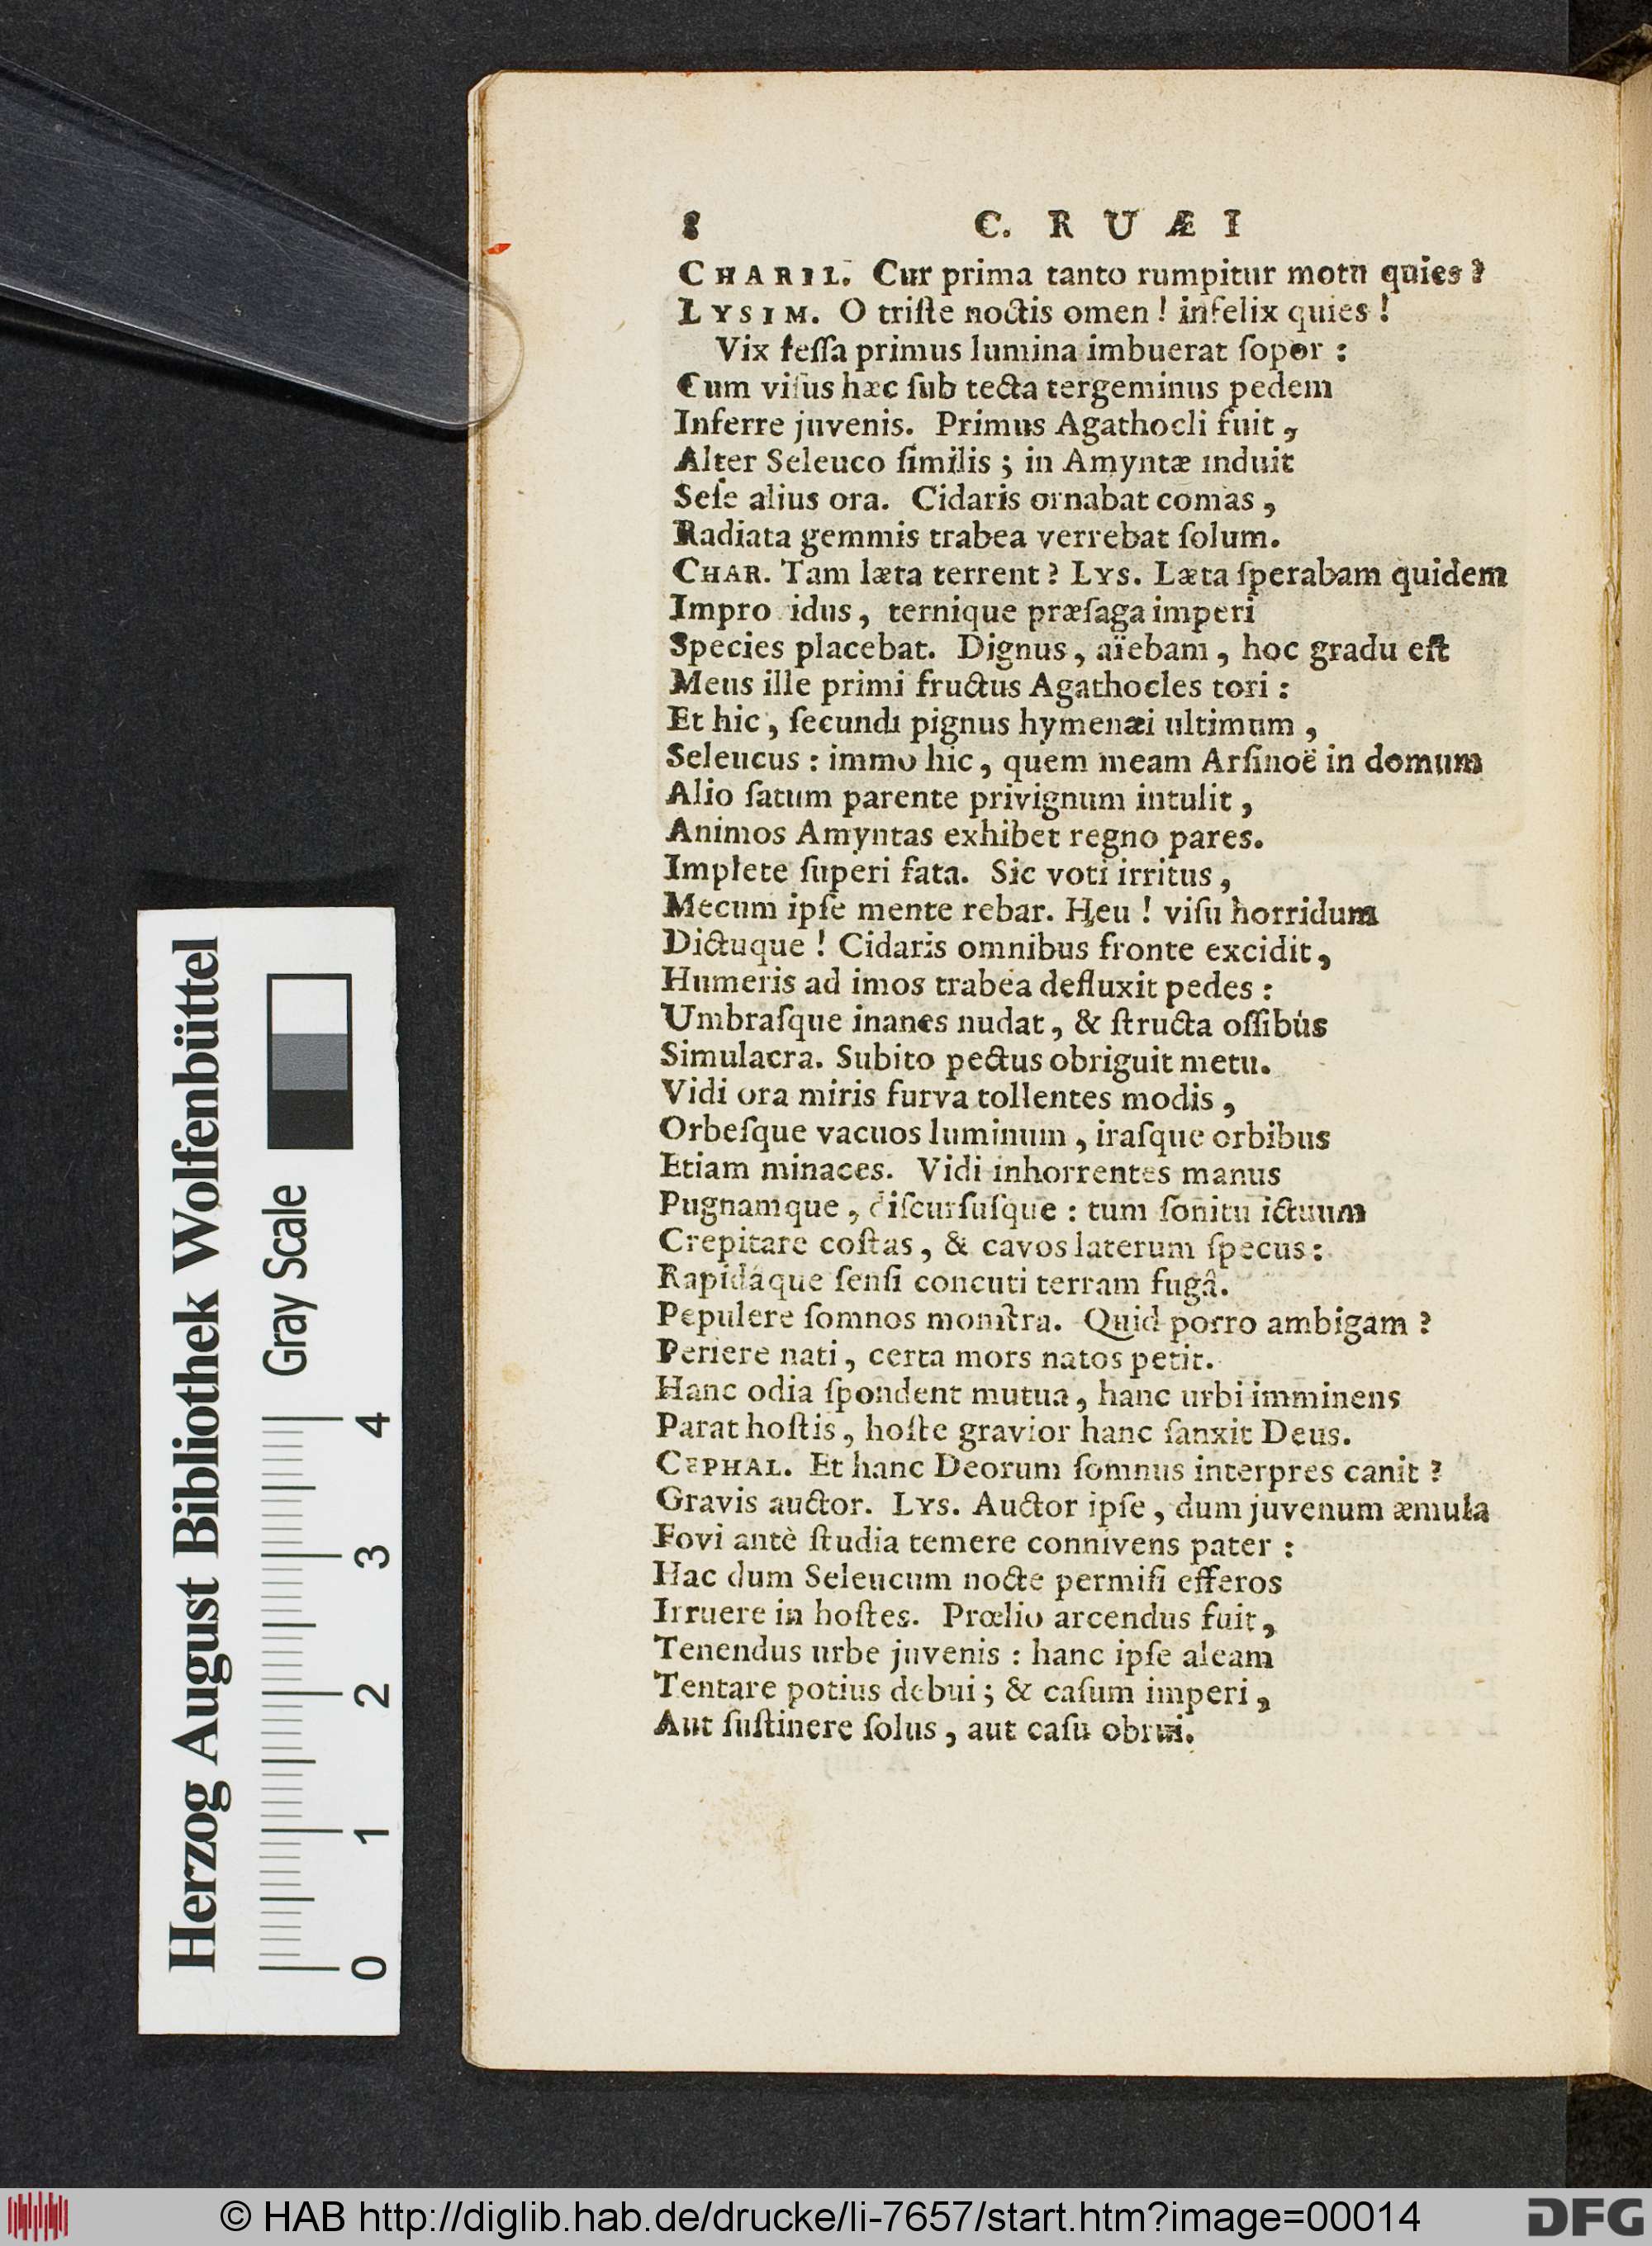 8 C. RUÆI
CHARIL. Cur prima tanto rumpitur motu quies?
LYSIM. O triſte noctis omen! infelix quies!
Vix feſſa primus lumina imbuerat ſopor:
Cum viſus hæc ſub tecta tergeminus pedem
Inferre juvenis. Primus Agathocli fuit,
Alter Seleuco ſimilis; in Amyntæ induit
Seſe alius ora. Cidaris ornabat comas,
Radiata gemmis trabea verrebat ſolum.
CHAR. Tam læta terrent? LYS. Læta ſperabam quidem
Impro idus, ternique præſaga imperi
Species placebat. Dignus, aïebam, hoc gradu eſt
Meus ille primi fructus Agathocles tori:
Et hic, ſecundi pignus hymenæi ultimum,
Seleucus: immo hic, quem meam Arſinoë in domum
Alio ſatum parente privignum intulit,
Animos Amyntas exhibet regno pares.
Implete ſuperi fata. Sic voti irritus,
Mecum ipſe mente rebar. Heu! viſu horridum
Dictuque! Cidaris omnibus fronte excidit,
Humeris ad imos trabea defluxit pedes:
Umbraſque inanes nudat, & ſtructa oſſibus
Simulacra. Subito pectus obriguit metu.
Vidi ora miris furva tollentes modis,
Orbeſque vacuos luminum, iraſque orbibus
Etiam minaces. Vidi inhorrentes manus
Pugnamque, diſcurſuſque: tum ſonitu ictuum
Crepitare coſtas, & cavos laterum ſpecus:
Rapidáque ſenſi concuti terram fugâ.
Pepulere ſomnos monſtra. Quid porro ambigam?
Periere nati, certa mors natos petit.
Hanc odia ſpondent mutua, hanc urbi imminens
Parat hoſtis, hoſte gravior hanc ſanxit Deus.
CEPHAL. Et hanc Deorum ſomnus interpres canit?
Gravis auctor. LYS. Auctor ipſe, dum juvenum æmula
Fovi antè ſtudia temere connivens pater:
Hac dum Seleucum nocte permiſi efferos
Irruere in hoſtes. Prœlio arcendus fuit,
Tenendus urbe juvenis: hanc ipſe aleam
Tentare potius debui; & caſum imperi,
Aut ſuſtinere ſolus, aut caſu obrui.
Herzog August Bibliothek Wolfenbüttel
Gray Scale
0 1 2 3 4
© HAB http://diglib.hab.de/drucke/li-7657/start.htm?image=00014
DFG